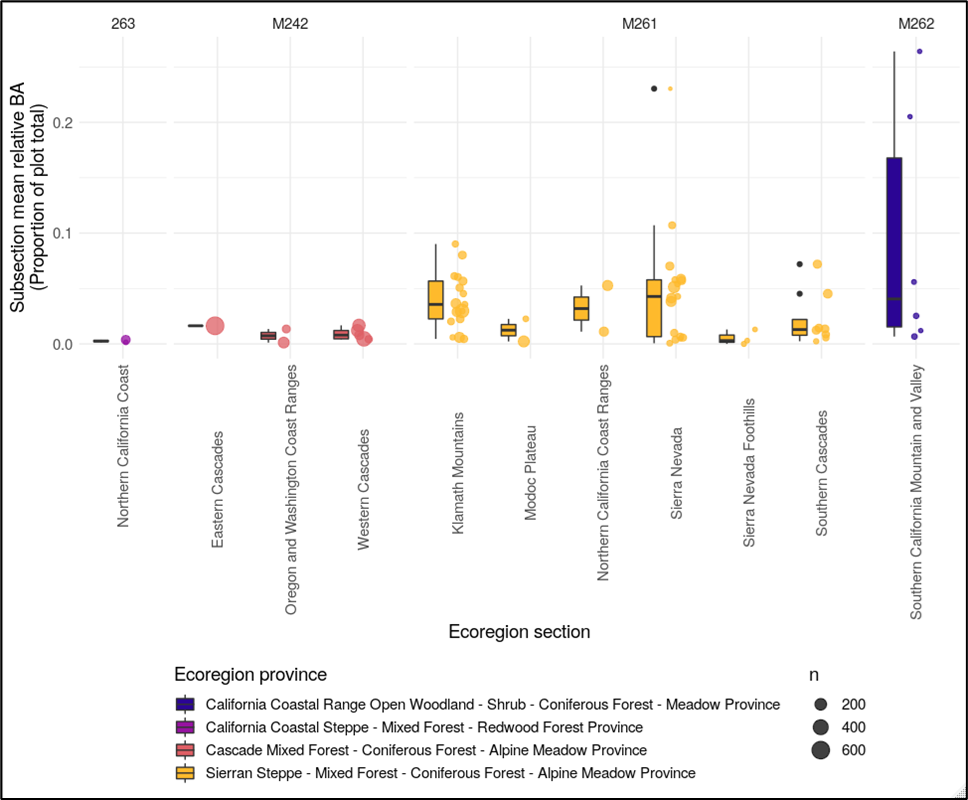 263
M242
M261
M262
Subsection mean relative BA
(Proportion of plot total)
0.2
0.1
0.0
Northern California Coast
Eastern Cascades
Oregon and Washington Coast Ranges
Western Cascades
Klamath Mountains
Modoc Plateau
Northern California Coast Ranges
Sierra Nevada
Sierra Nevada Foothills
Southern Cascades
Southern California Mountain and Valley
Ecoregion section
Ecoregion province
California Coastal Range Open Woodland - Shrub - Coniferous Forest - Meadow Province
California Coastal Steppe - Mixed Forest - Redwood Forest Province
Cascade Mixed Forest - Coniferous Forest - Alpine Meadow Province
Sierran Steppe - Mixed Forest - Coniferous Forest - Alpine Meadow Province
n
200
400
600